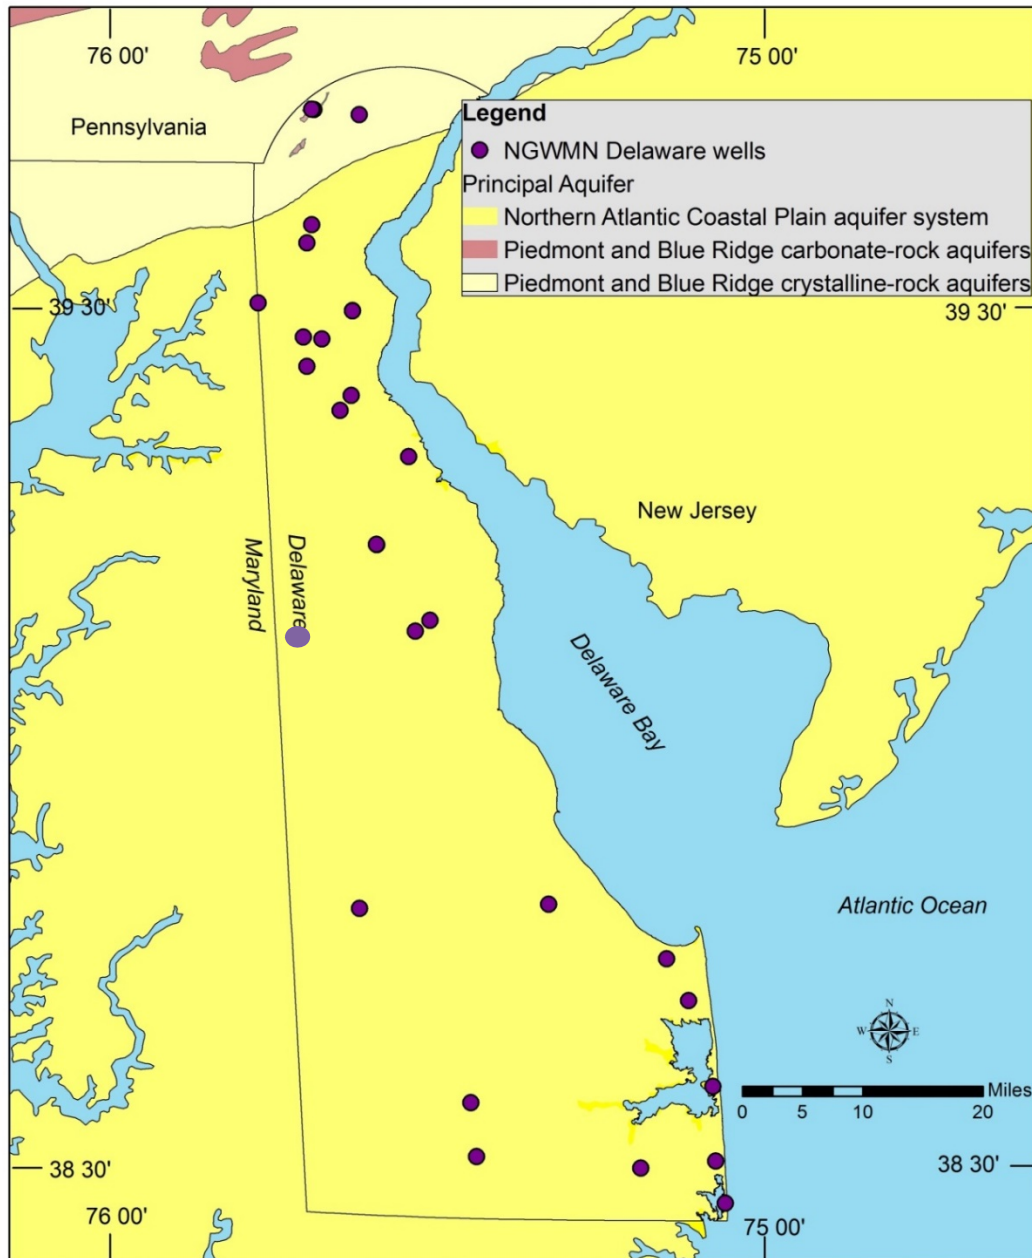 76 00'
75 00'
Pennsylvania
Legend
NGWMN Delaware wells
Principal Aquifer
Northern Atlantic Coastal Plain aquifer system
Piedmont and Blue Ridge carbonate-rock aquifers
Piedmont and Blue Ridge crystalline-rock aquifers
39 30'
39 30'
New Jersey
Maryland
Delaware
Delaware Bay
Atlantic Ocean
N
W
E
S
Miles
0
5
10
20
38 30'
38 30'
76 00'
75 00'